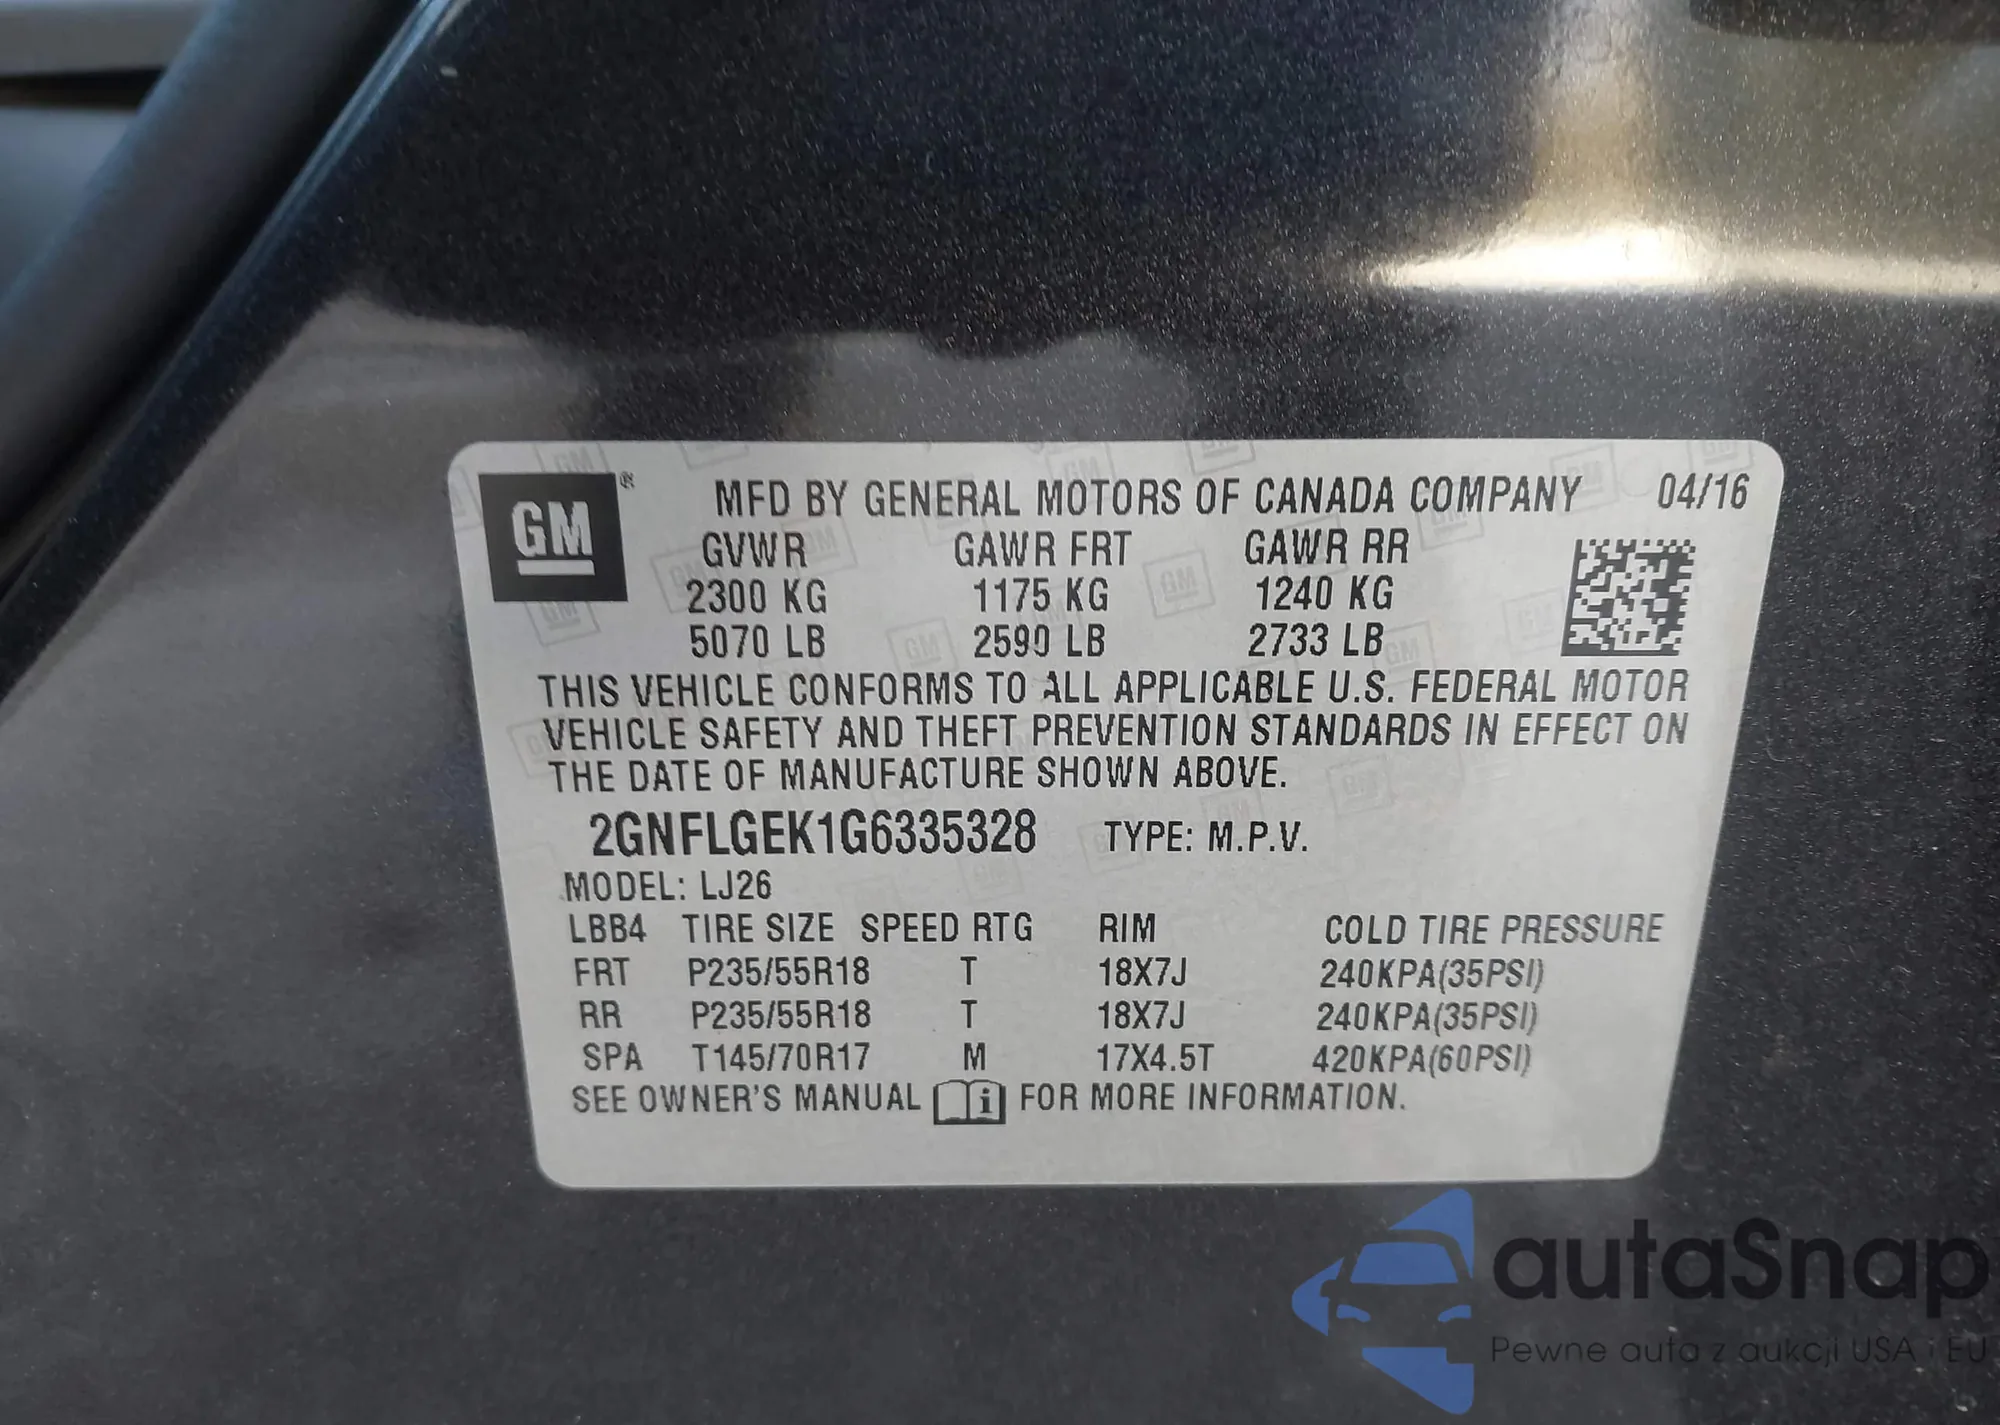 GM®
MFD BY GENERAL MOTORS OF CANADA COMPANY 04/16
GVWR GAWR FRT GAWR RR
2300 KG 1175 KG 1240 KG
5070 LB 2590 LB 2733 LB
THIS VEHICLE CONFORMS TO ALL APPLICABLE U.S. FEDERAL MOTOR
VEHICLE SAFETY AND THEFT PREVENTION STANDARDS IN EFFECT ON
THE DATE OF MANUFACTURE SHOWN ABOVE.
2GNFLGEK1G6335328 TYPE: M.P.V.
MODEL: LJ26
LBB4 TIRE SIZE SPEED RTG RIM COLD TIRE PRESSURE
FRT P235/55R18 T 18X7J 240KPA(35PSI)
RR P235/55R18 T 18X7J 240KPA(35PSI)
SPA T145/70R17 M 17X4.5T 420KPA(60PSI)
SEE OWNER'S MANUAL i FOR MORE INFORMATION.
autaSnap
Pewne auta z aukcji USA i EU